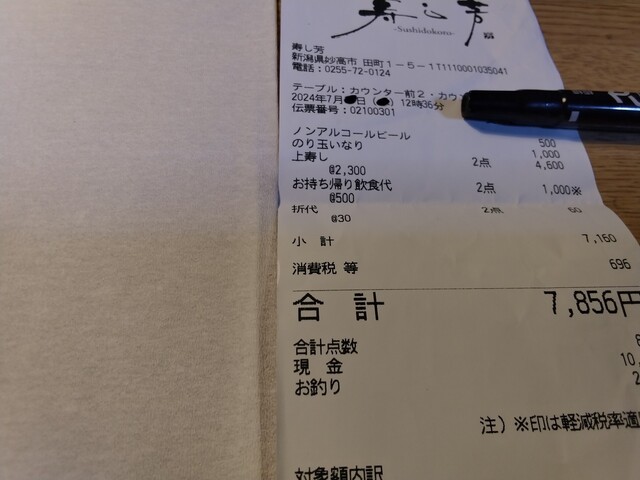 寿し芳
-Sushidokoro-
寿し芳
新潟県妙高市 田町1-5-1T1110001035041
電話:0255-72-0124
テーブル:カウンター前2・カウン
2024年7月 日( )12時36分
伝票番号:02100301
ノンアルコールビール 500
のり玉いなり 1,000
上寿し 2点 4,600
@2,300
お持ち帰り飲食代 2点 1,000※
@500
折代 2点 60
@30
小 計 7,160
消費税 等 696
合 計 7,856円
合計点数
現 金 10,
お釣り 2
注)※印は軽減税率適
対象額内訳